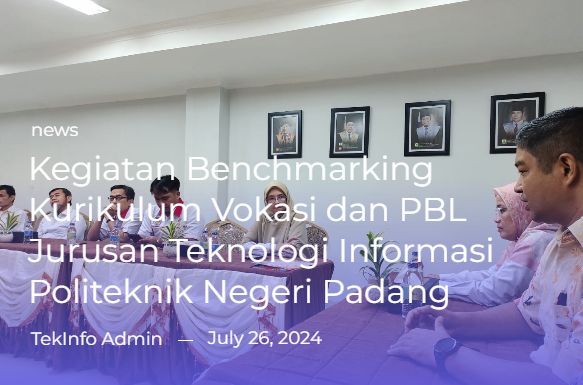 news
Kegiatan Benchmarking
Kurikulum Vokasi dan PBL
Jurusan Teknologi Informasi
Politeknik Negeri Padang
TekInfo Admin — July 26, 2024